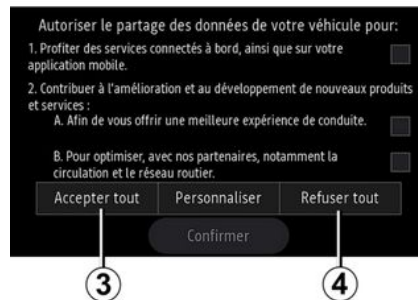 Autoriser le partage des données de votre véhicule pour:
1. Profiter des services connectés à bord, ainsi que sur votre
application mobile.
2. Contribuer à l'amélioration et au développement de nouveaux produits
et services :
A. Afin de vous offrir une meilleure expérience de conduite.
B. Pour optimiser, avec nos partenaires, notamment la
circulation et le réseau routier.
Accepter tout Personnaliser Refuser tout
Confirmer
3 4